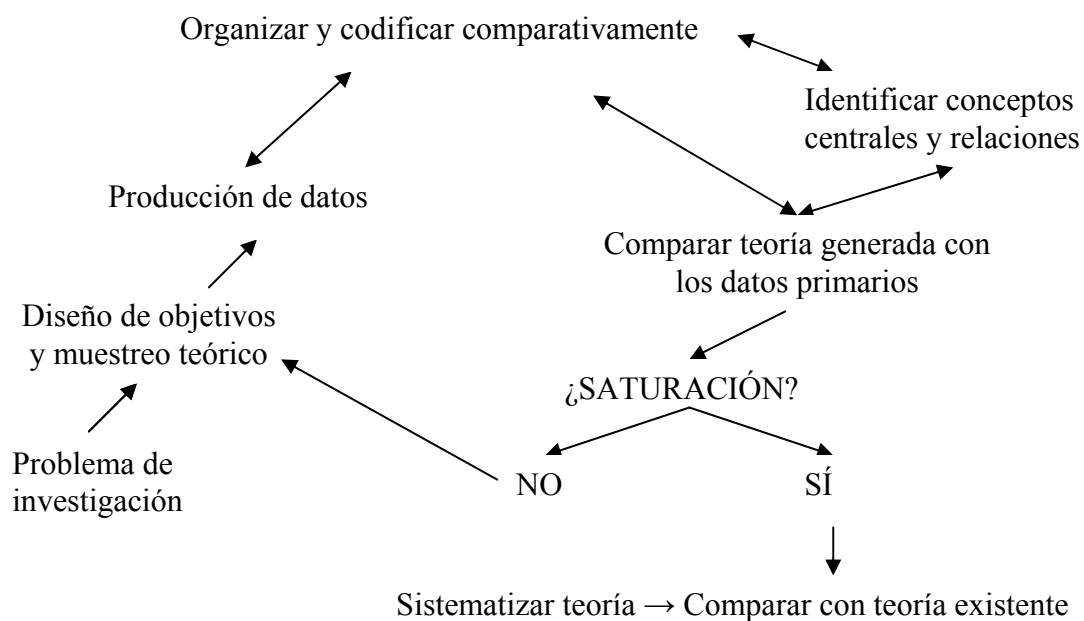 Organizar y codificar comparativamente
Identificar conceptos
centrales y relaciones
Producción de datos
Comparar teoría generada con
los datos primarios
Diseño de objetivos
y muestreo teórico
¿SATURACIÓN?
Problema de
investigación
NO
SÍ
Sistematizar teoría → Comparar con teoría existente